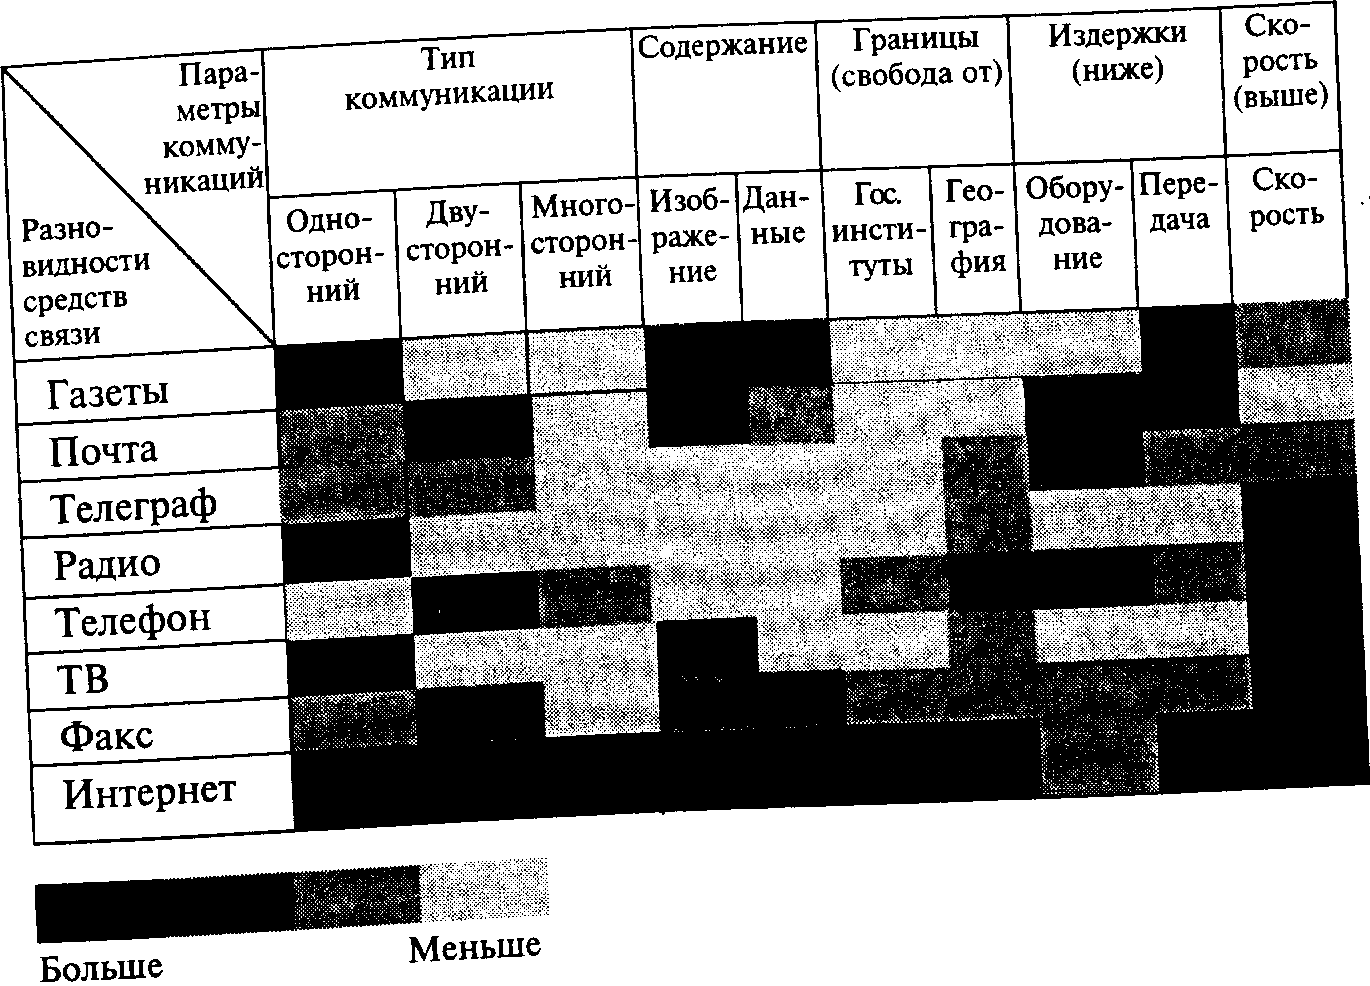 Пара-
метры
комму-
никаций
Разно-
видности
средств
связи
Тип
коммуникации
Содержание
Границы
(свобода от)
Издержки
(ниже)
Ско-
рость
(выше)
Одно-
сторон-
ний
Дву-
сторон-
ний
Много-
сторон-
ний
Изоб-
раже-
ние
Дан-
ные
Гос.
инсти-
туты
Гео-
гра-
фия
Обору-
дова-
ние
Пере-
дача
Ско-
рость
Газеты
Почта
Телеграф
Радио
Телефон
ТВ
Факс
Интернет
Больше
Меньше